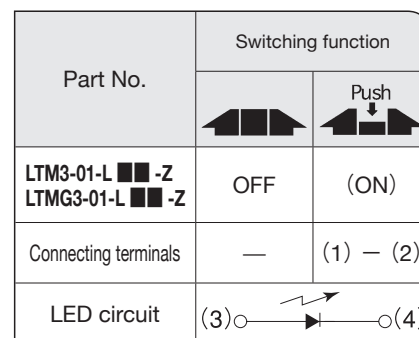 Part No.
Switching function
Push
LTM3-01-L ■■ -Z
LTMG3-01-L ■■ -Z
OFF
(ON)
Connecting terminals
—
(1) — (2)
LED circuit
(3)
(4)